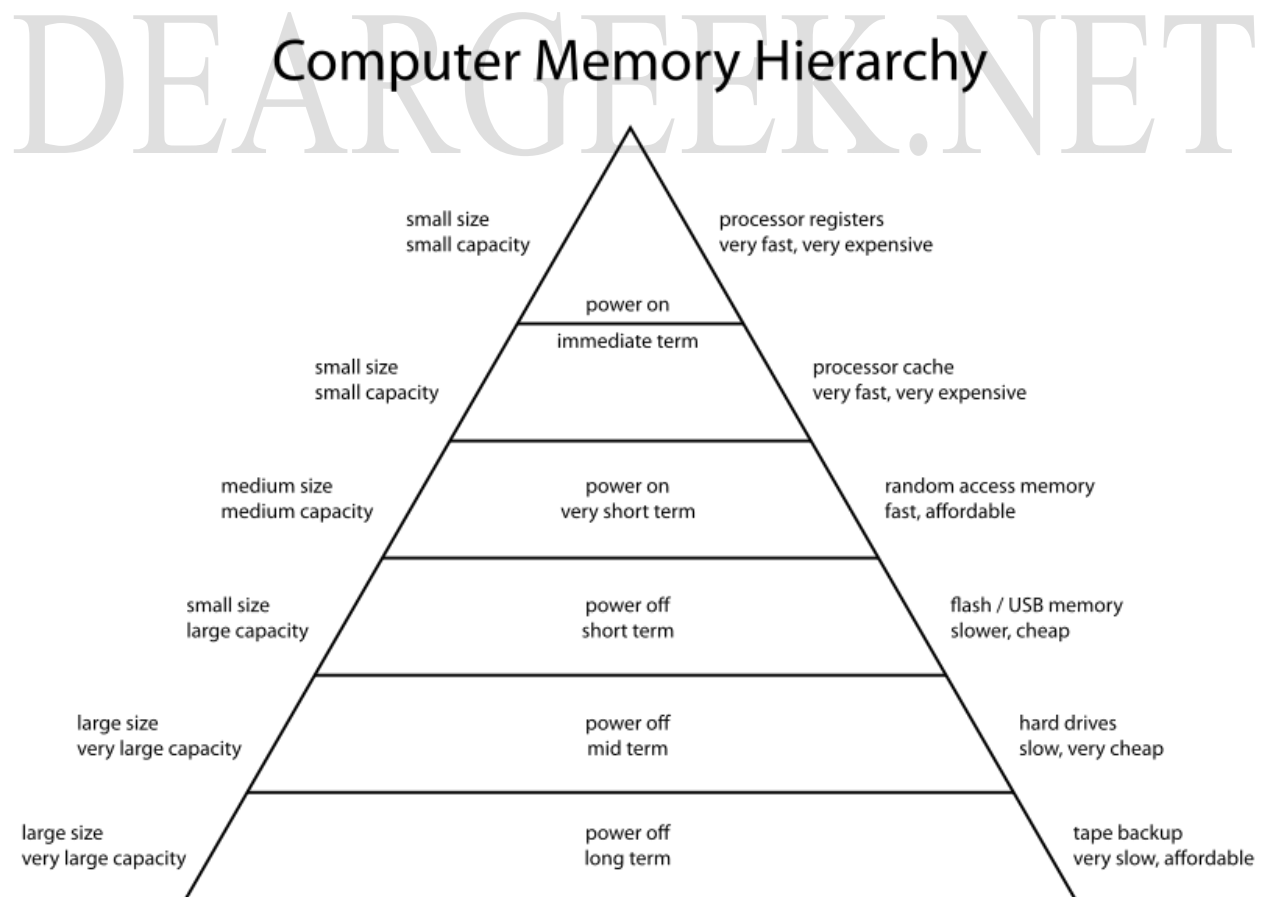 DEARGEEK.NET
Computer Memory Hierarchy
small size
small capacity
processor registers
very fast, very expensive
power on
immediate term
small size
small capacity
processor cache
very fast, very expensive
medium size
medium capacity
power on
very short term
random access memory
fast, affordable
small size
large capacity
power off
short term
flash / USB memory
slower, cheap
large size
very large capacity
power off
mid term
hard drives
slow, very cheap
large size
very large capacity
power off
long term
tape backup
very slow, affordable